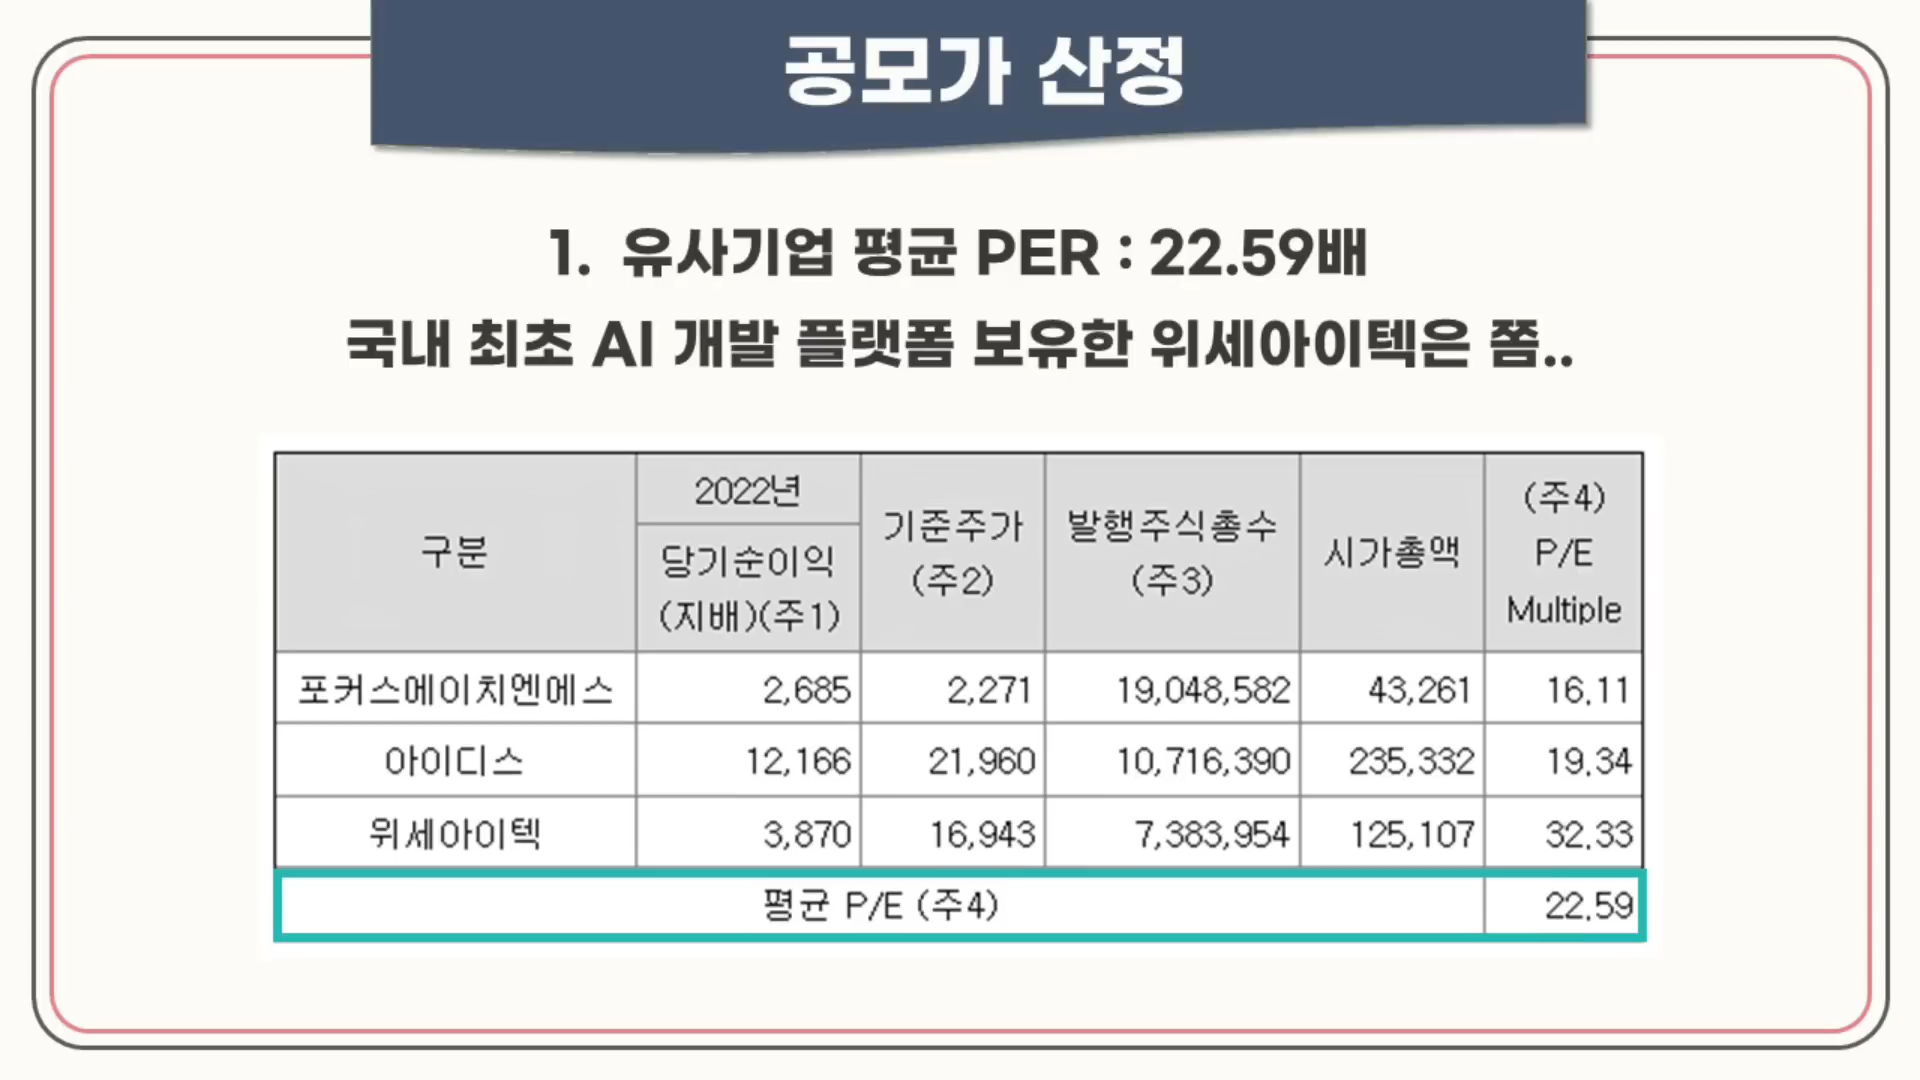 공모가 산정
1. 유사기업 평균 PER : 22.59배
국내 최초 AI 개발 플랫폼 보유한 위세아이텍은 쫌..
구분 2022년 당기순이익 (지배)(주1) 기준주가 (주2) 발행주식총수 (주3) 시가총액 (주4) P/E Multiple
포커스에이치엔에스 2,685 2,271 19,048,582 43,261 16.11
아이디스 12,166 21,960 10,716,390 235,332 19.34
위세아이텍 3,870 16,943 7,383,954 125,107 32.33
평균 P/E (주4) 22.59